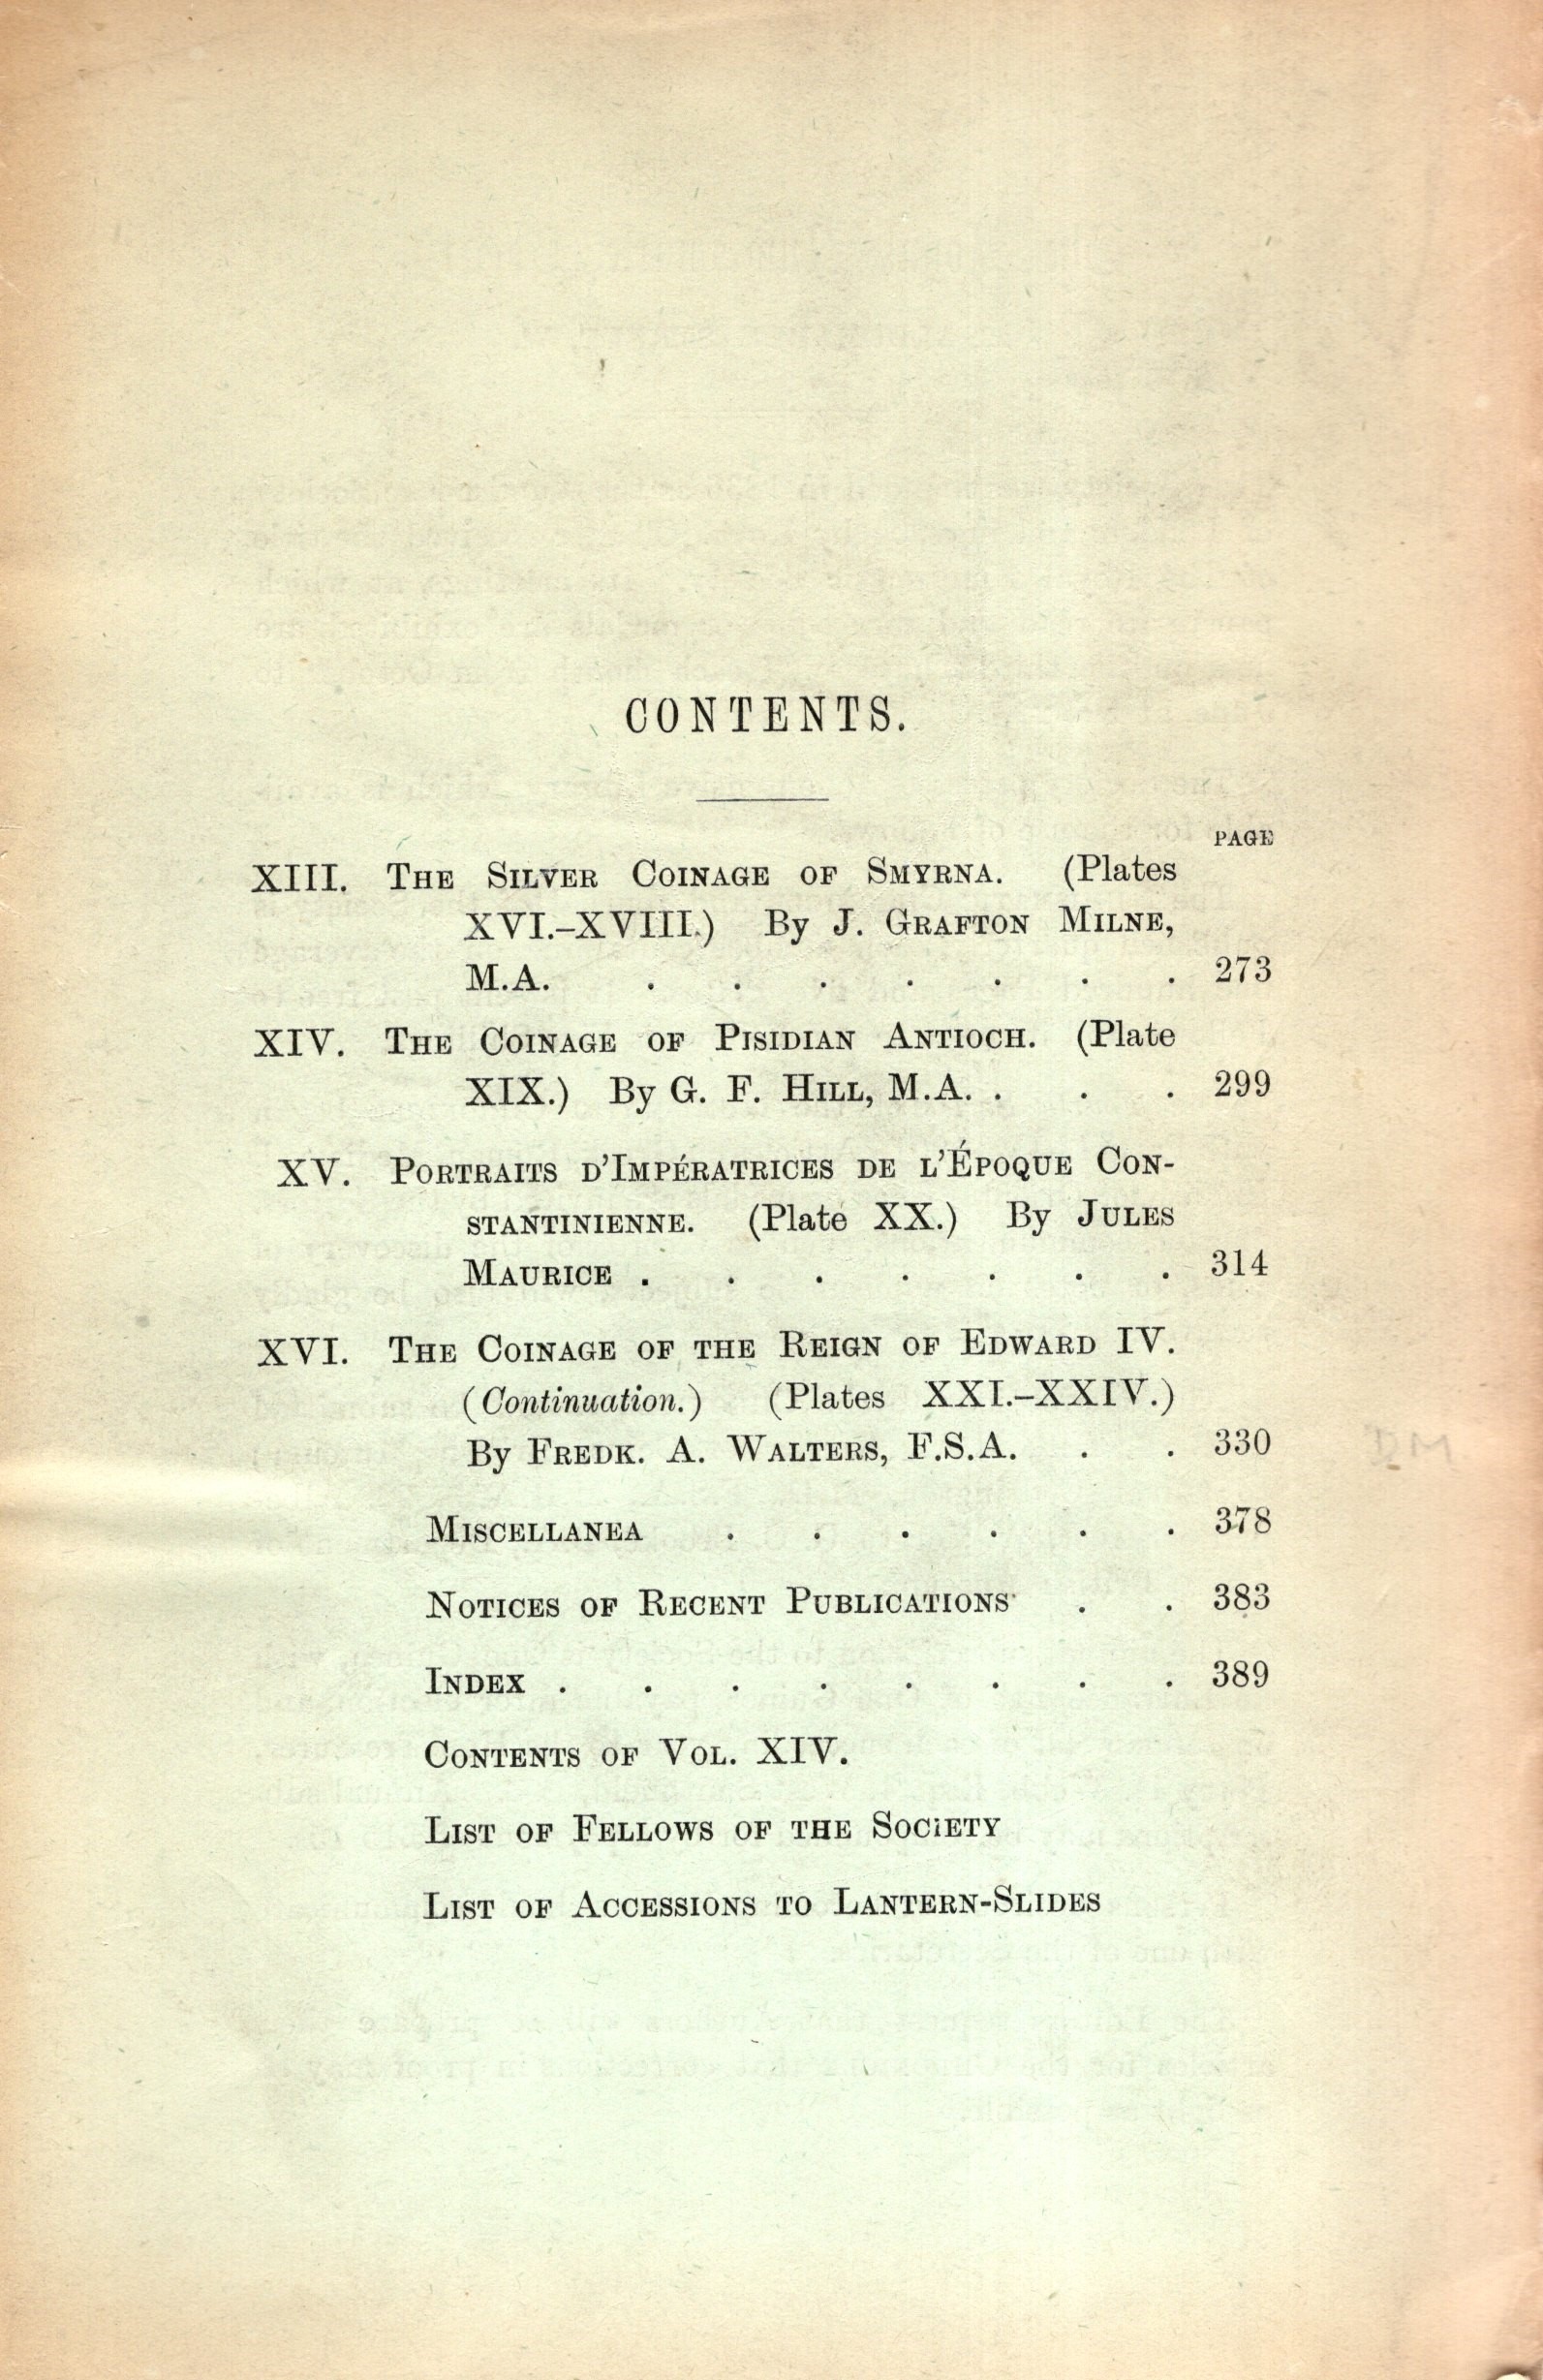 CONTENTS.
PAGE
XIII. THE SILVER COINAGE OF SMYRNA. (Plates
XVI.–XVIII.) By J. GRAFTON MILNE,
M.A. . . . . . . . 273
XIV. THE COINAGE OF PISIDIAN ANTIOCH. (Plate
XIX.) By G. F. HILL, M.A. . . . 299
XV. PORTRAITS D'IMPÉRATRICES DE L'ÉPOQUE CON-
STANTINIENNE. (Plate XX.) By JULES
MAURICE . . . . . . . 314
XVI. THE COINAGE OF THE REIGN OF EDWARD IV.
(Continuation.) (Plates XXI.–XXIV.)
By FREDK. A. WALTERS, F.S.A. . . 330
MISCELLANEA . . . . . . 378
NOTICES OF RECENT PUBLICATIONS . . 383
INDEX . . . . . . . . 389
CONTENTS OF VOL. XIV.
LIST OF FELLOWS OF THE SOCIETY
LIST OF ACCESSIONS TO LANTERN-SLIDES